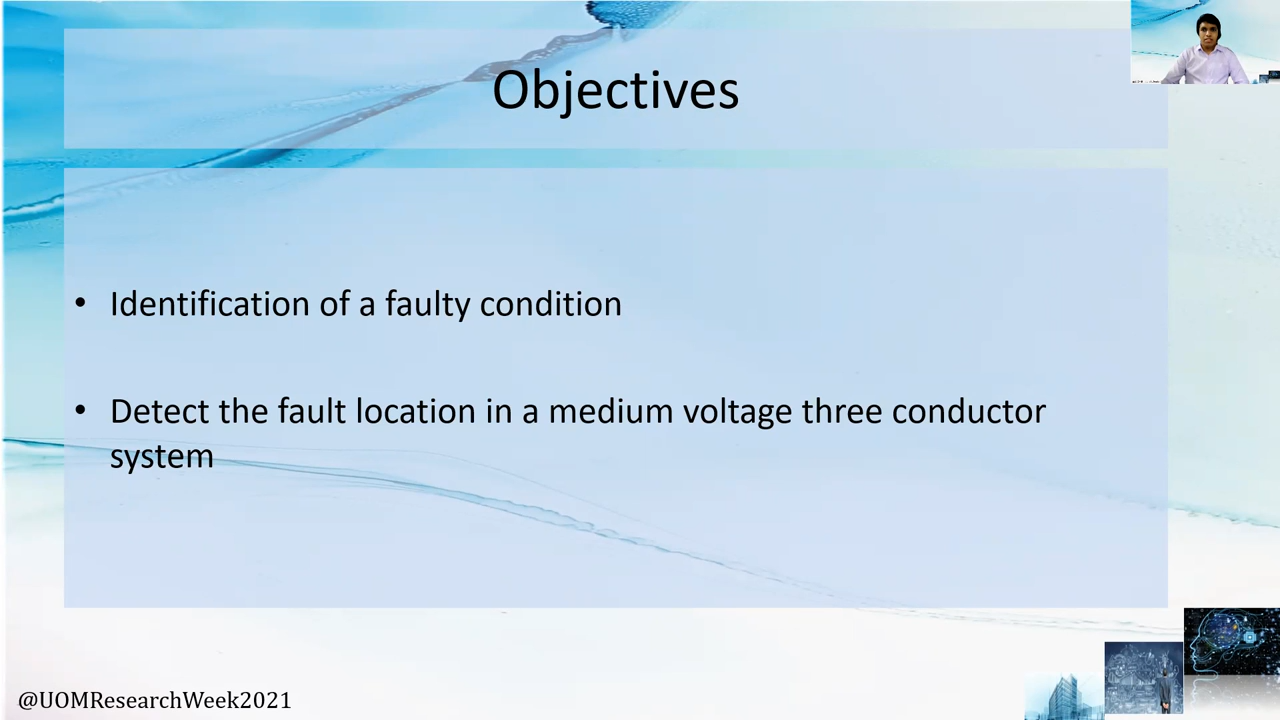 Objectives
• Identification of a faulty condition
• Detect the fault location in a medium voltage three conductor
system
@UOMResearchWeek2021